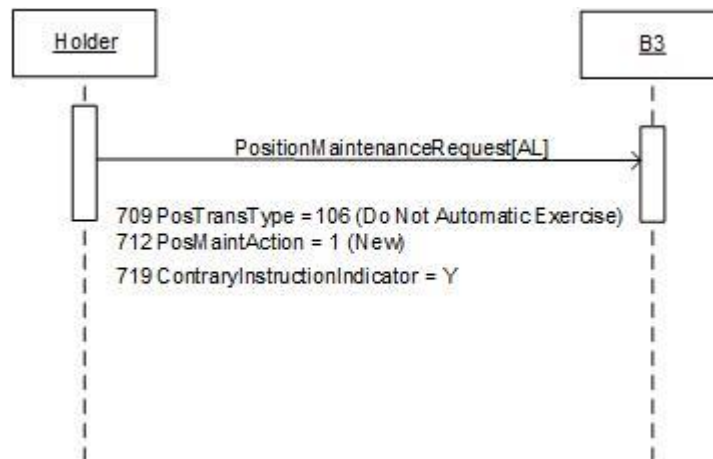 Holder
B3
PositionMaintenanceRequest[AL]
709 PosTransType =106 (Do Not Automatic Exercise)
712 PosMaintAction = 1 (New)
719 ContraryInstructionIndicator = Y